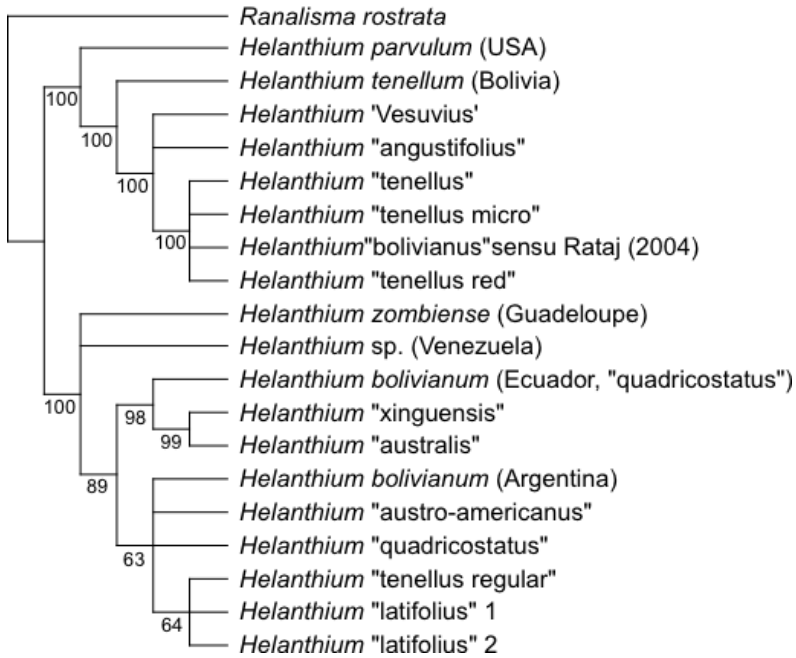 Ranalisma rostrata
Helanthium parvulum (USA)
Helanthium tenellum (Bolivia)
100
Helanthium 'Vesuvius'
100
Helanthium "angustifolius"
100
Helanthium "tenellus"
Helanthium "tenellus micro"
100
Helanthium"bolivianus"sensu Rataj (2004)
Helanthium "tenellus red"
Helanthium zombiense (Guadeloupe)
Helanthium sp. (Venezuela)
Helanthium bolivianum (Ecuador, "quadricostatus")
100
98
Helanthium "xinguensis"
99
Helanthium "australis"
Helanthium bolivianum (Argentina)
89
Helanthium "austro-americanus"
Helanthium "quadricostatus"
63
Helanthium "tenellus regular"
Helanthium "latifolius" 1
64
Helanthium "latifolius" 2